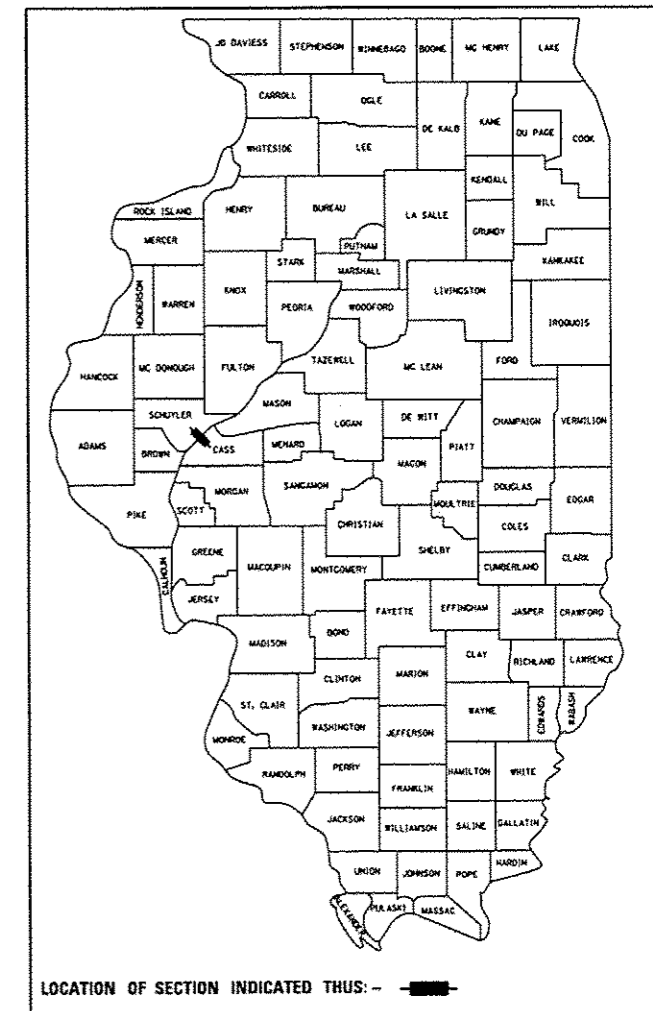 JO DAVIESS STEPHENSON WINNEBAGO BOONE MC HENRY LAKE
CARROLL OGLE DE KALB KANE DU PAGE COOK
WHITESIDE LEE KENDALL WILL
ROCK ISLAND HENRY BUREAU LA SALLE GRUNDY
MERCER PUTNAM KANKAKEE
STARK MARSHALL
HENDERSON WARREN KNOX PEORIA WOODFORD LIVINGSTON IROQUOIS
HANCOCK MC DONOUGH FULTON TAZEWELL MC LEAN FORD
SCHUYLER MASON LOGAN DE WITT CHAMPAIGN VERMILION
ADAMS BROWN CASS MENARD MACON PIATT
PIKE SCOTT MORGAN SANGAMON CHRISTIAN MOULTRIE DOUGLAS EDGAR
COLES
CALHOUN GREENE MACOUPIN MONTGOMERY SHELBY CUMBERLAND CLARK
JERSEY FAYETTE EFFINGHAM JASPER CRAWFORD
MADISON BOND CLAY RICHLAND LAWRENCE
CLINTON MARION
ST. CLAIR WASHINGTON JEFFERSON WAYNE EDWARDS WABASH
MONROE
RANDOLPH PERRY FRANKLIN HAMILTON WHITE
JACKSON WILLIAMSON SALINE GALLATIN
UNION JOHNSON POPE HARDIN
ALEXANDER PULASKI MASSAC
LOCATION OF SECTION INDICATED THUS: -